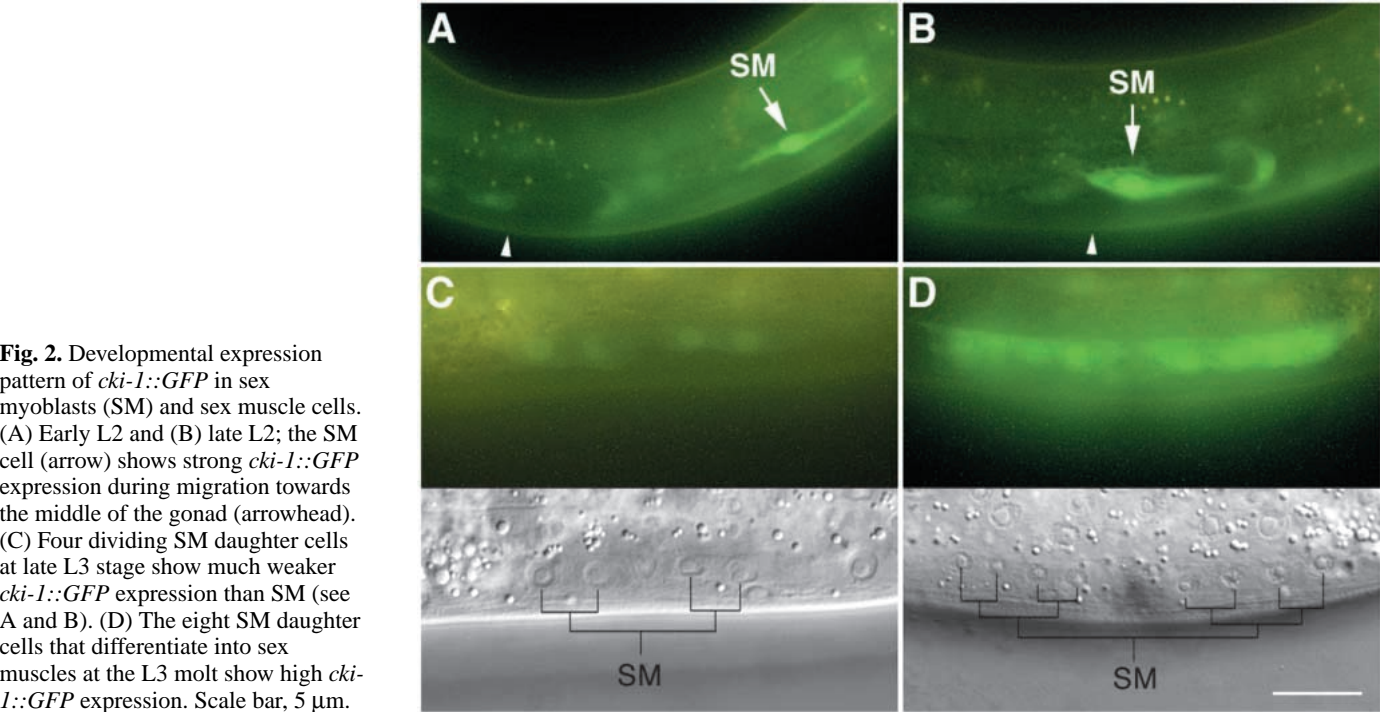 A
SM
B
SM
C
D
SM
SM
Fig. 2. Developmental expression
pattern of cki-1::GFP in sex
myoblasts (SM) and sex muscle cells.
(A) Early L2 and (B) late L2; the SM
cell (arrow) shows strong cki-1::GFP
expression during migration towards
the middle of the gonad (arrowhead).
(C) Four dividing SM daughter cells
at late L3 stage show much weaker
cki-1::GFP expression than SM (see
A and B). (D) The eight SM daughter
cells that differentiate into sex
muscles at the L3 molt show high cki-
1::GFP expression. Scale bar, 5 μm.